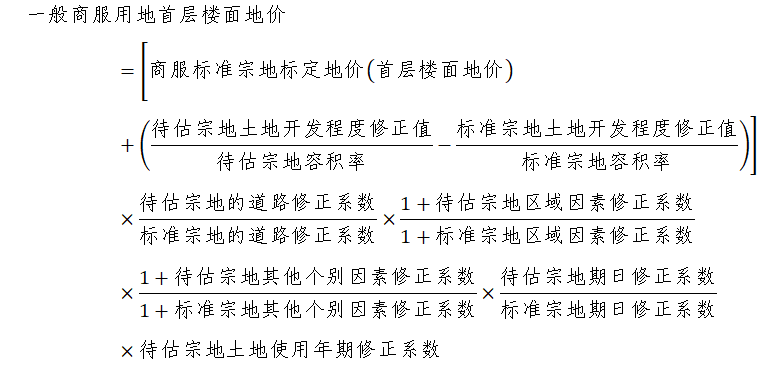 一般商服用地首层楼面地价
=[商服标准宗地标定地价(首层楼面地价)
+(待估宗地土地开发程度修正值/待估宗地容积率−标准宗地土地开发程度修正值/标准宗地容积率)]
×待估宗地的道路修正系数/标准宗地的道路修正系数×1+待估宗地区域因素修正系数/1+标准宗地区域因素修正系数
×1+待估宗地其他个别因素修正系数/1+标准宗地其他个别因素修正系数×待估宗地期日修正系数/标准宗地期日修正系数
×待估宗地土地使用年期修正系数